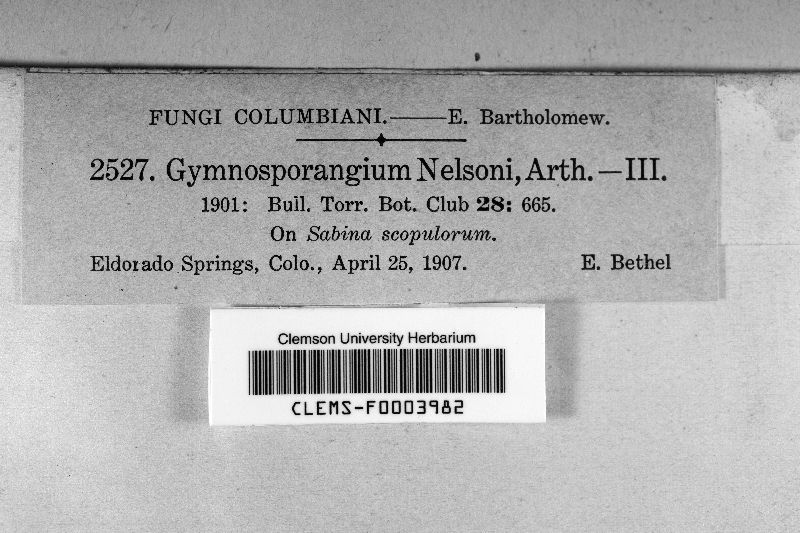 FUNGI COLUMBIANI.——E. Bartholomew.
2527. Gymnosporangium Nelsoni, Arth.—III.
1901: Bull. Torr. Bot. Club 28: 665.
On Sabina scopulorum.
Eldorado Springs, Colo., April 25, 1907. E. Bethel
Clemson University Herbarium
CLEMS-F0003982